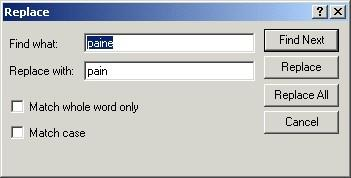 Replace
Find what: paine Find Next
Replace with: pain Replace
Replace All
Match whole word only
Cancel
Match case